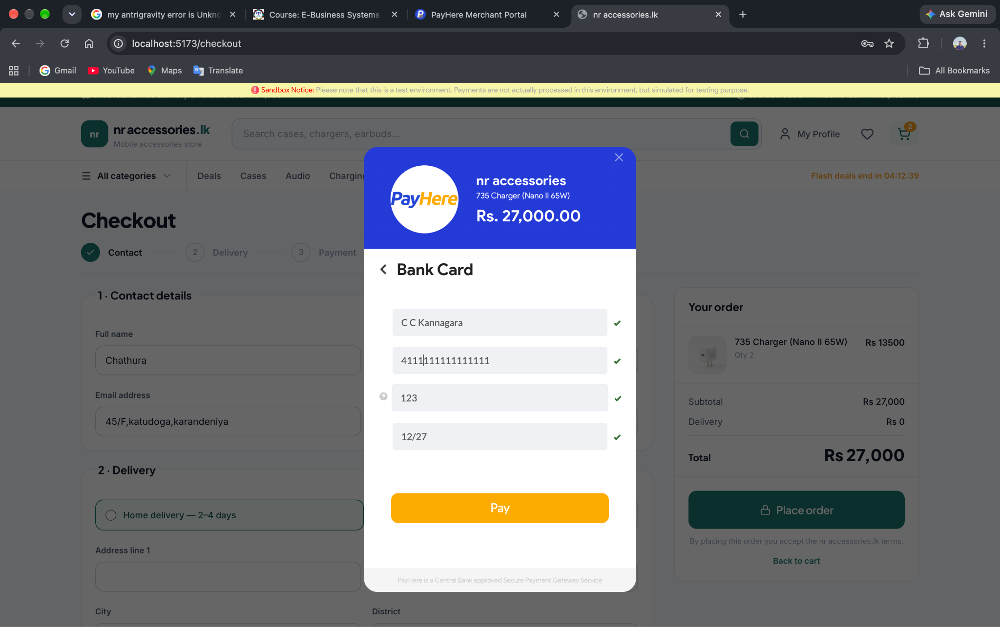 my antrigravity error is Unkno
Course: E-Business Systems
PayHere Merchant Portal
nr accessories.lk
Ask Gemini
localhost:5173/checkout
Gmail
YouTube
Maps
Translate
All Bookmarks
Sandbox Notice: Please note that this is a test environment. Payments are not actually processed in this environment, but simulated for testing purpose.
nr
nr accessories.lk
Mobile accessories store
Search cases, chargers, earbuds...
My Profile
2
All categories
Deals
Cases
Audio
Charging
Flash deals end in 04:12:39
Checkout
Contact
2
Delivery
3
Payment
1 · Contact details
Full name
Chathura
Email address
45/F,katudoga,karandeniya
2 · Delivery
Home delivery — 2–4 days
Address line 1
City
District
PayHere
nr accessories
735 Charger (Nano II 65W)
Rs. 27,000.00
Bank Card
C C Kannagara
4111111111111111
?
123
12/27
Pay
PayHere is a Central Bank approved Secure Payment Gateway Service
Your order
735 Charger (Nano II 65W)
Rs 13500
Qty 2
Subtotal
Rs 27,000
Delivery
Rs 0
Total
Rs 27,000
Place order
By placing this order you accept the nr accessories.lk terms.
Back to cart